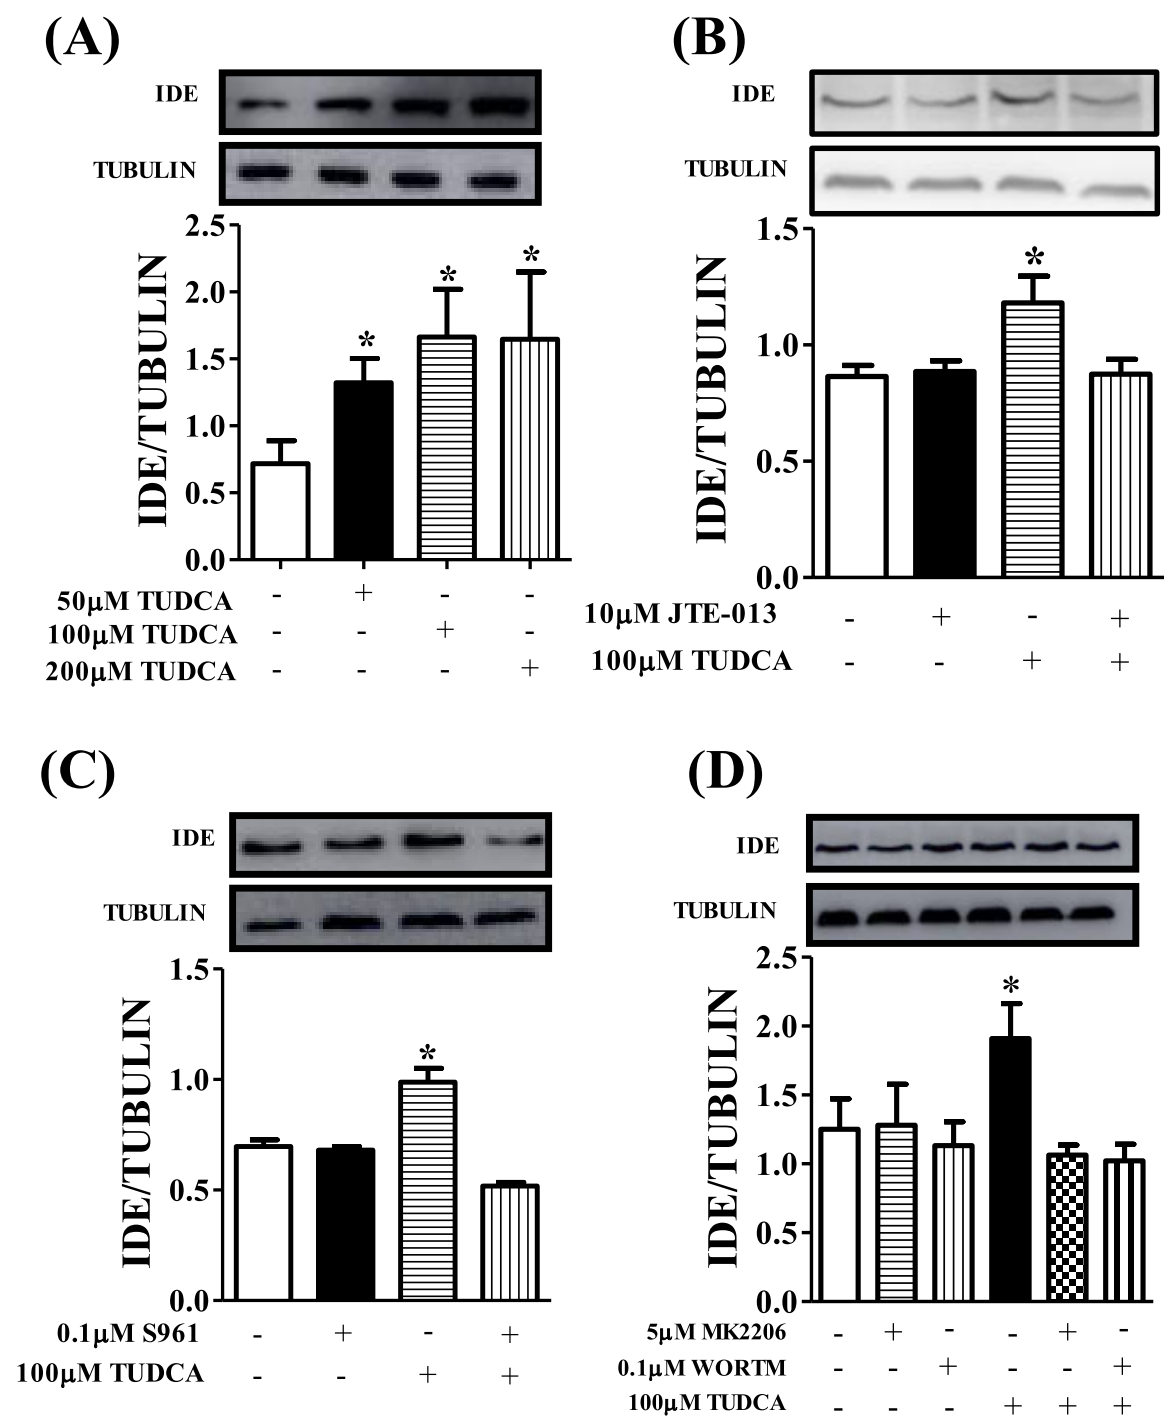 (A)
IDE
TUBULIN
IDE/TUBULIN
2.5
2.0
1.5
1.0
0.5
0.0
* * *
50µM TUDCA - + - -
100µM TUDCA - - + -
200µM TUDCA - - - +
(B)
IDE
TUBULIN
IDE/TUBULIN
1.5
1.0
0.5
0.0
*
10µM JTE-013 - + - +
100µM TUDCA - - + +
(C)
IDE
TUBULIN
IDE/TUBULIN
1.5
1.0
0.5
0.0
*
0.1µM S961 - + - +
100µM TUDCA - - + +
(D)
IDE
TUBULIN
IDE/TUBULIN
2.5
2.0
1.5
1.0
0.5
0.0
*
5µM MK2206 - + - - + -
0.1µM WORTM - - + - - +
100µM TUDCA - - - + + +